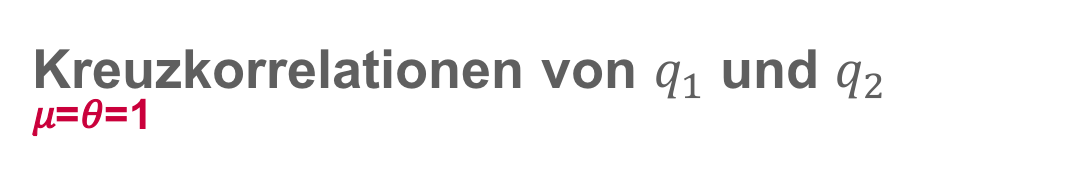 Kreuzkorrelationen von q₁ und q₂
μ=θ=1